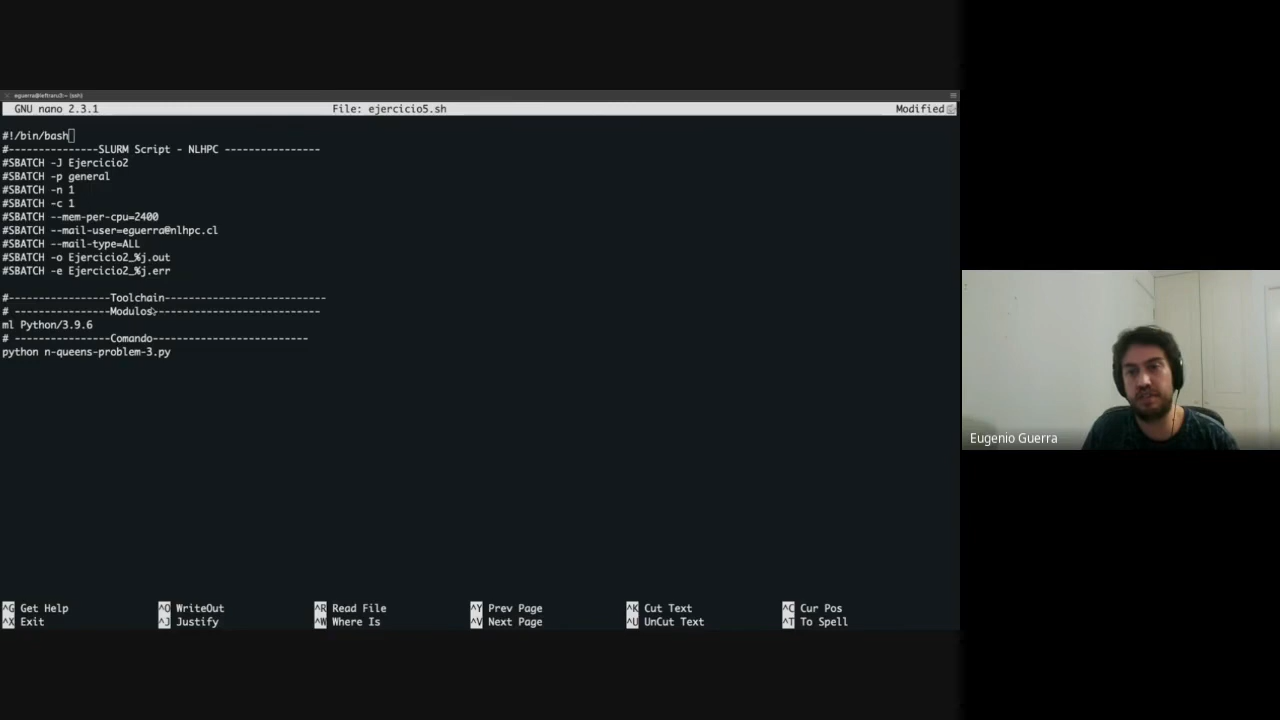 eguerra@leftraru2:~ (ssh)
GNU nano 2.3.1 File: ejercicio5.sh Modified
#!/bin/bash
#---------------SLURM Script - NLHPC ----------------
#SBATCH -J Ejercicio2
#SBATCH -p general
#SBATCH -n 1
#SBATCH -c 1
#SBATCH --mem-per-cpu=2400
#SBATCH --mail-user=eguerra@nlhpc.cl
#SBATCH --mail-type=ALL
#SBATCH -o Ejercicio2_%j.out
#SBATCH -e Ejercicio2_%j.err
#-----------------Toolchain---------------------------
# ----------------Modulos----------------------------
ml Python/3.9.6
# ----------------Comando--------------------------
python n-queens-problem-3.py
Eugenio Guerra
^G Get Help ^O WriteOut ^R Read File ^Y Prev Page ^K Cut Text ^C Cur Pos
^X Exit ^J Justify ^W Where Is ^V Next Page ^U UnCut Text ^T To Spell